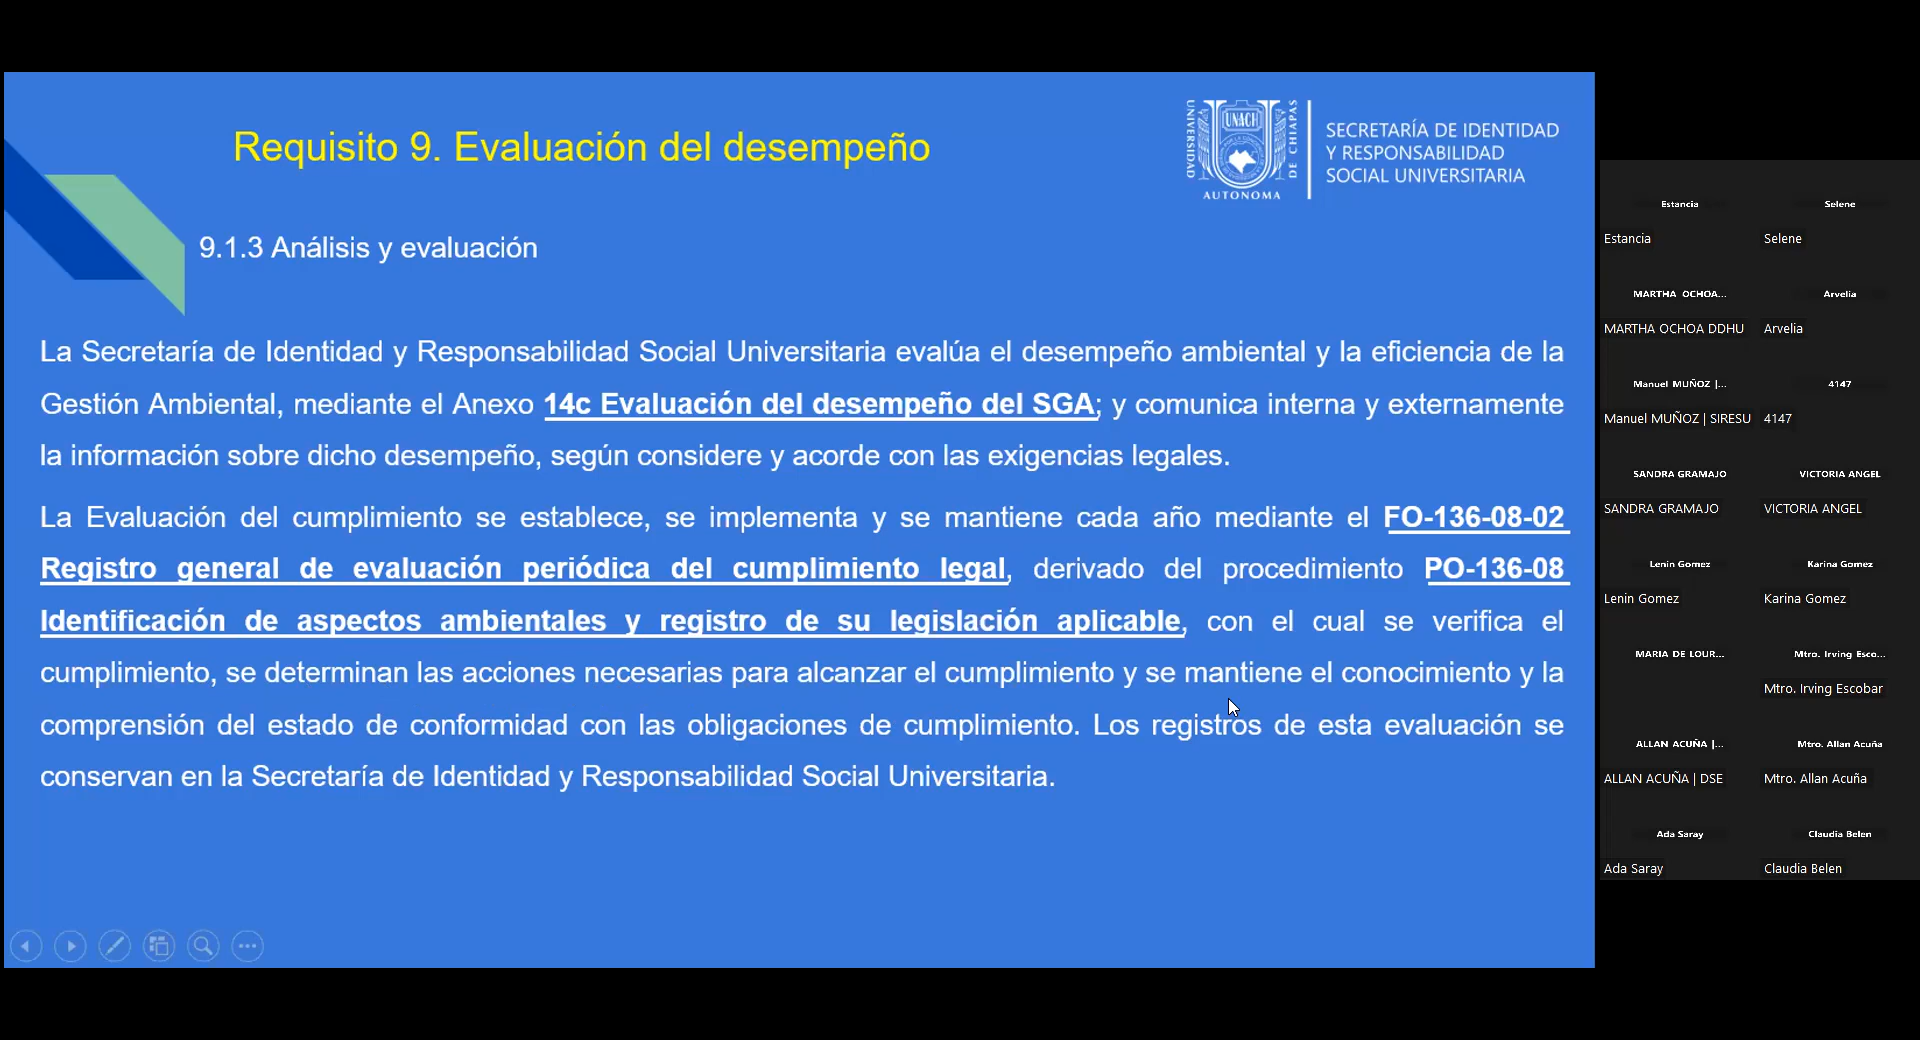 Requisito 9. Evaluación del desempeño
UNIVERSIDAD
UNACH
DE CHIAPAS
AUTONOMA
SECRETARÍA DE IDENTIDAD
Y RESPONSABILIDAD
SOCIAL UNIVERSITARIA
9.1.3 Análisis y evaluación
La Secretaría de Identidad y Responsabilidad Social Universitaria evalúa el desempeño ambiental y la eficiencia de la
Gestión Ambiental, mediante el Anexo 14c Evaluación del desempeño del SGA; y comunica interna y externamente
la información sobre dicho desempeño, según considere y acorde con las exigencias legales.
La Evaluación del cumplimiento se establece, se implementa y se mantiene cada año mediante el FO-136-08-02
Registro general de evaluación periódica del cumplimiento legal, derivado del procedimiento PO-136-08
Identificación de aspectos ambientales y registro de su legislación aplicable, con el cual se verifica el
cumplimiento, se determinan las acciones necesarias para alcanzar el cumplimiento y se mantiene el conocimiento y la
comprensión del estado de conformidad con las obligaciones de cumplimiento. Los registros de esta evaluación se
conservan en la Secretaría de Identidad y Responsabilidad Social Universitaria.
Estancia
Estancia
Selene
Selene
MARTHA OCHOA...
MARTHA OCHOA DDHU
Arvelia
Arvelia
Manuel MUÑOZ |...
Manuel MUÑOZ | SIRESU
4147
4147
SANDRA GRAMAJO
SANDRA GRAMAJO
VICTORIA ANGEL
VICTORIA ANGEL
Lenin Gomez
Lenin Gomez
Karina Gomez
Karina Gomez
MARIA DE LOUR...
Mtro. Irving Esco...
Mtro. Irving Escobar
ALLAN ACUÑA |...
ALLAN ACUÑA | DSE
Mtro. Allan Acuña
Mtro. Allan Acuña
Ada Saray
Ada Saray
Claudia Belen
Claudia Belen